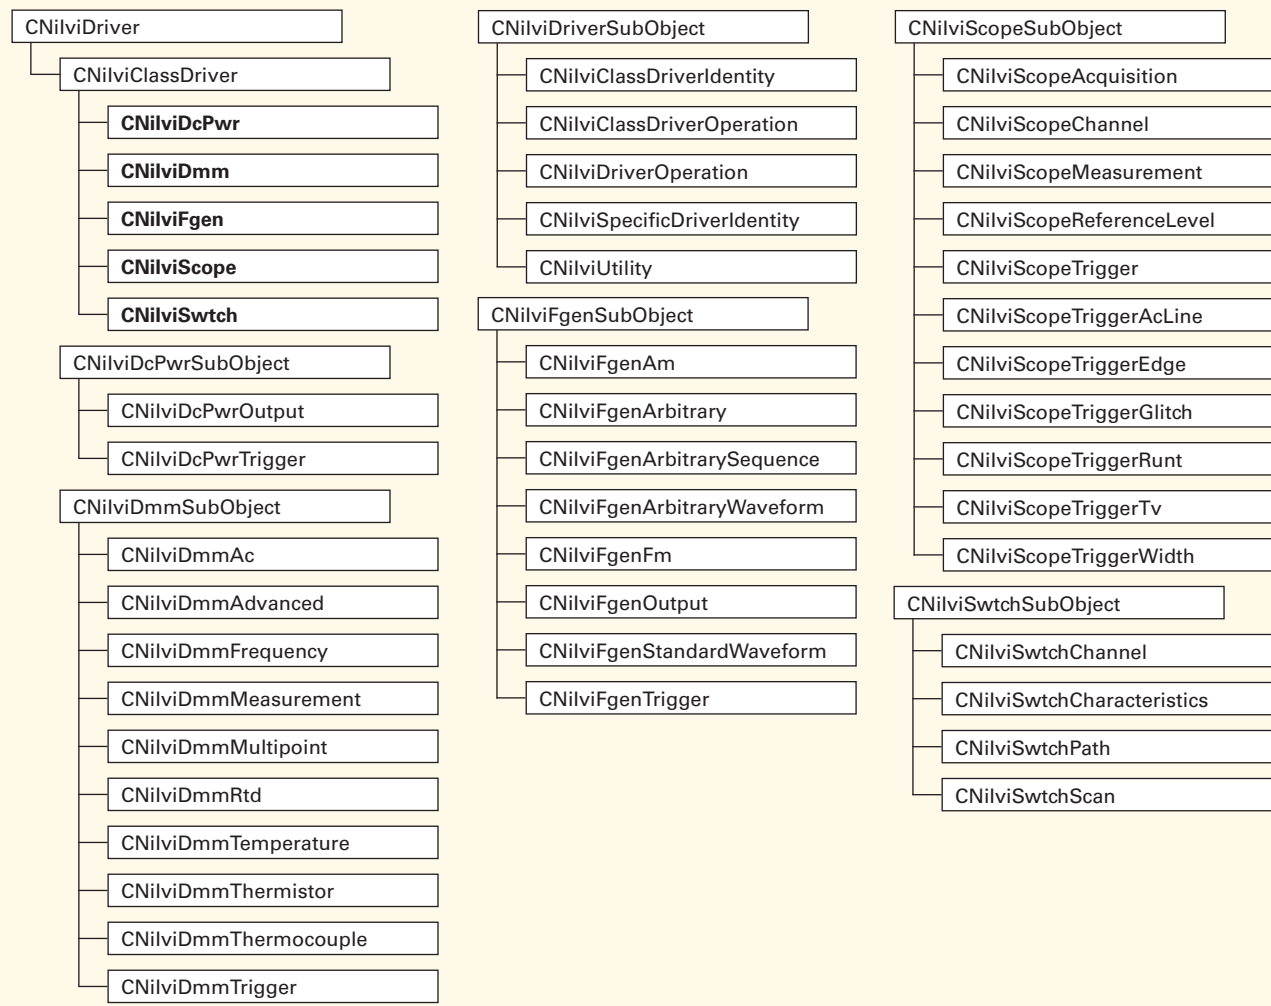 CNiIviDriver
CNiIviClassDriver
CNiIviDcPwr
CNiIviDmm
CNiIviFgen
CNiIviScope
CNiIviSwtch
CNiIviDcPwrSubObject
CNiIviDcPwrOutput
CNiIviDcPwrTrigger
CNiIviDmmSubObject
CNiIviDmmAc
CNiIviDmmAdvanced
CNiIviDmmFrequency
CNiIviDmmMeasurement
CNiIviDmmMultipoint
CNiIviDmmRtd
CNiIviDmmTemperature
CNiIviDmmThermistor
CNiIviDmmThermocouple
CNiIviDmmTrigger
CNiIviDriverSubObject
CNiIviClassDriverIdentity
CNiIviClassDriverOperation
CNiIviDriverOperation
CNiIviSpecificDriverIdentity
CNiIviUtility
CNiIviFgenSubObject
CNiIviFgenAm
CNiIviFgenArbitrary
CNiIviFgenArbitrarySequence
CNiIviFgenArbitraryWaveform
CNiIviFgenFm
CNiIviFgenOutput
CNiIviFgenStandardWaveform
CNiIviFgenTrigger
CNiIviScopeSubObject
CNiIviScopeAcquisition
CNiIviScopeChannel
CNiIviScopeMeasurement
CNiIviScopeReferenceLevel
CNiIviScopeTrigger
CNiIviScopeTriggerAcLine
CNiIviScopeTriggerEdge
CNiIviScopeTriggerGlitch
CNiIviScopeTriggerRunt
CNiIviScopeTriggerTv
CNiIviScopeTriggerWidth
CNiIviSwtchSubObject
CNiIviSwtchChannel
CNiIviSwtchCharacteristics
CNiIviSwtchPath
CNiIviSwtchScan